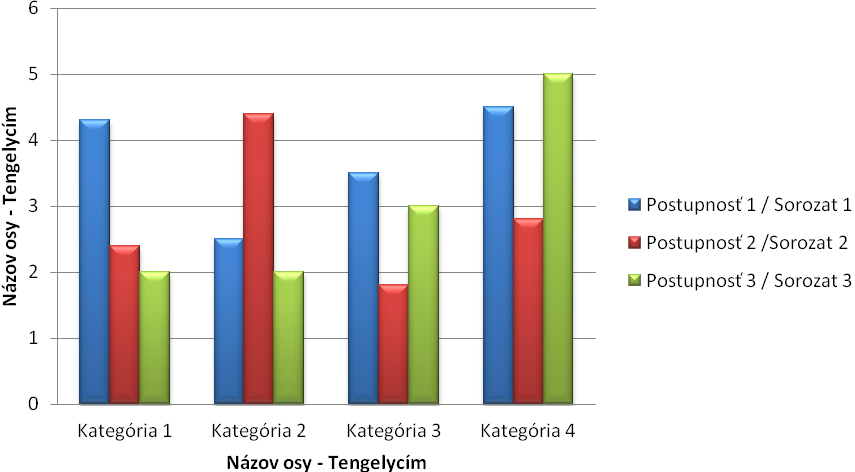 6
5
4
3
2
1
0
Názov osy - Tengelycím
Kategória 1
Kategória 2
Kategória 3
Kategória 4
Názov osy - Tengelycím
Postupnosť 1 / Sorozat 1
Postupnosť 2 /Sorozat 2
Postupnosť 3 / Sorozat 3